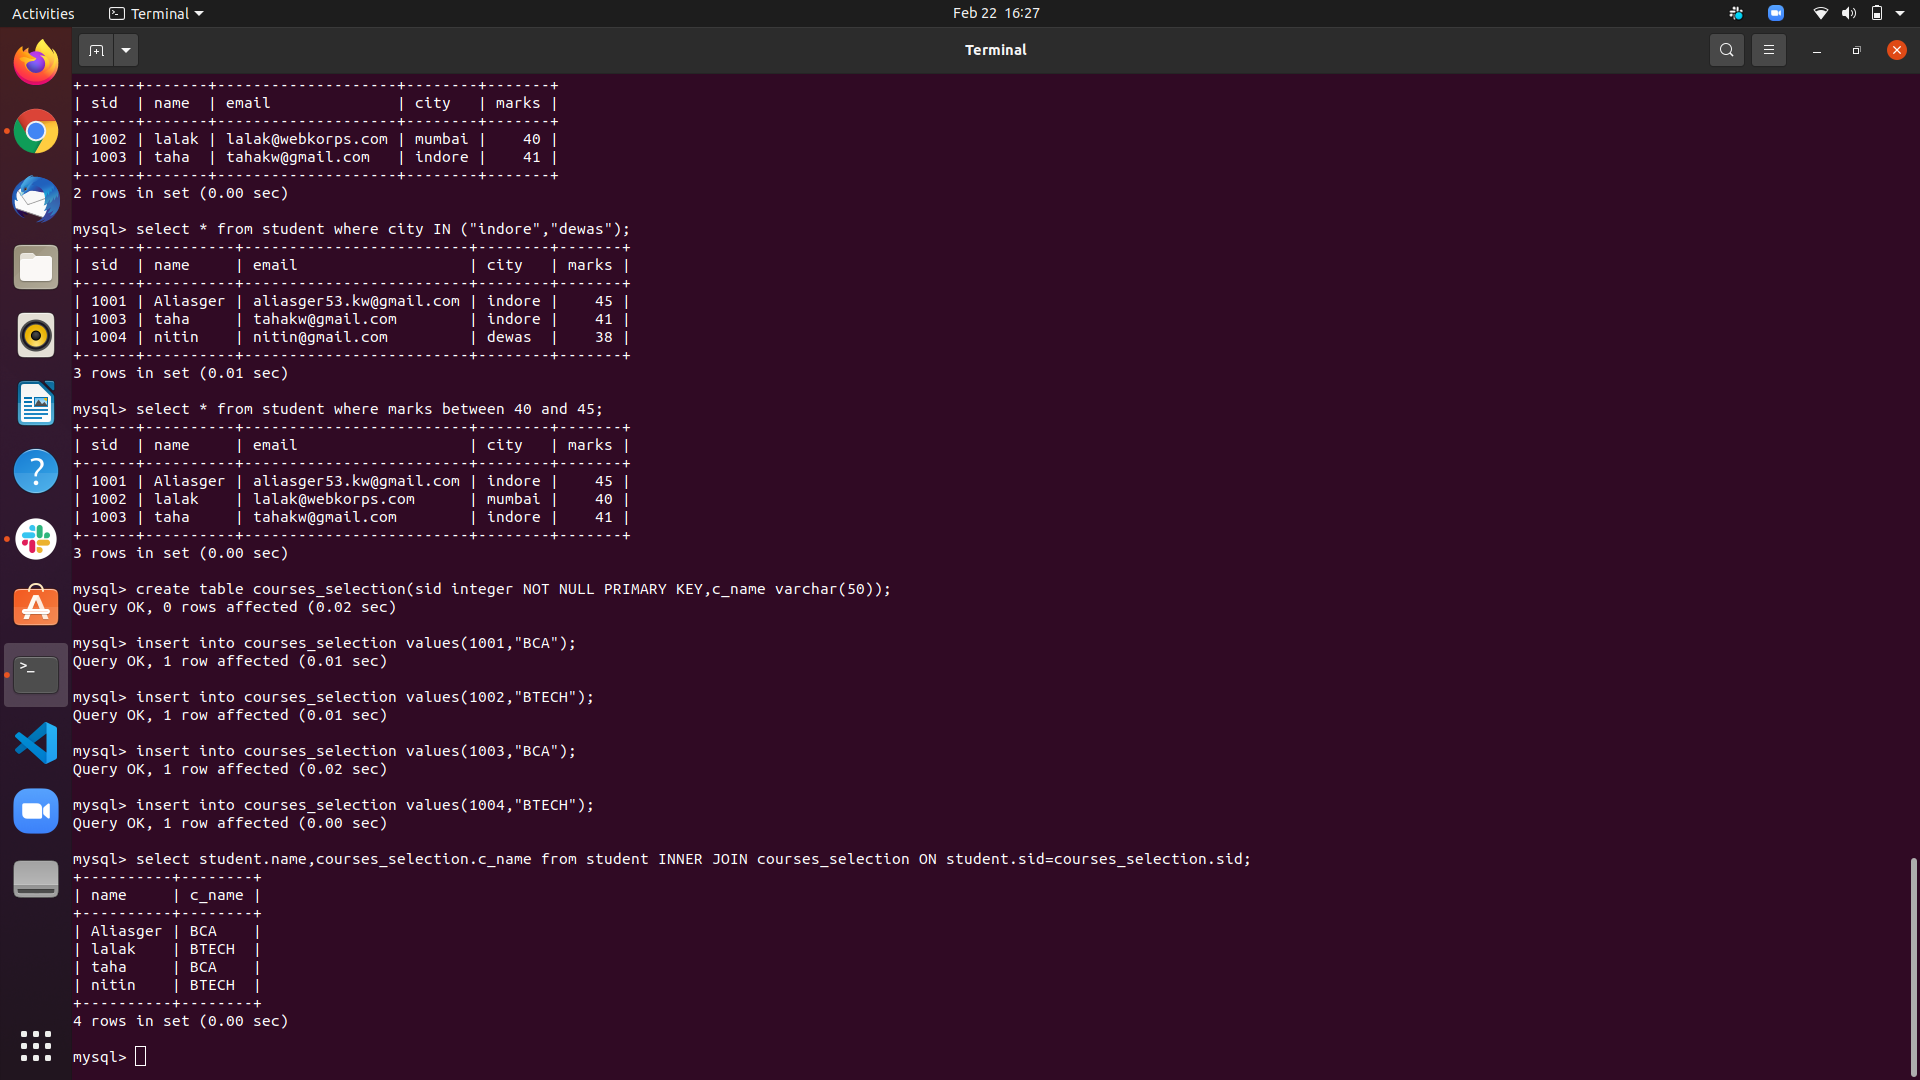 Activities Terminal Feb 22 16:27
Terminal
+------+-------+--------------------+--------+-------+
| sid  | name  | email              | city   | marks |
+------+-------+--------------------+--------+-------+
| 1002 | lalak | lalak@webkorps.com | mumbai |    40 |
| 1003 | taha  | tahakw@gmail.com   | indore |    41 |
+------+-------+--------------------+--------+-------+
2 rows in set (0.00 sec)
mysql> select * from student where city IN ("indore","dewas");
+------+----------+-------------------------+--------+-------+
| sid  | name     | email                   | city   | marks |
+------+----------+-------------------------+--------+-------+
| 1001 | Aliasger | aliasger53.kw@gmail.com | indore |    45 |
| 1003 | taha     | tahakw@gmail.com        | indore |    41 |
| 1004 | nitin    | nitin@gmail.com         | dewas  |    38 |
+------+----------+-------------------------+--------+-------+
3 rows in set (0.01 sec)
mysql> select * from student where marks between 40 and 45;
+------+----------+-------------------------+--------+-------+
| sid  | name     | email                   | city   | marks |
+------+----------+-------------------------+--------+-------+
| 1001 | Aliasger | aliasger53.kw@gmail.com | indore |    45 |
| 1002 | lalak    | lalak@webkorps.com      | mumbai |    40 |
| 1003 | taha     | tahakw@gmail.com        | indore |    41 |
+------+----------+-------------------------+--------+-------+
3 rows in set (0.00 sec)
mysql> create table courses_selection(sid integer NOT NULL PRIMARY KEY,c_name varchar(50));
Query OK, 0 rows affected (0.02 sec)
mysql> insert into courses_selection values(1001,"BCA");
Query OK, 1 row affected (0.01 sec)
mysql> insert into courses_selection values(1002,"BTECH");
Query OK, 1 row affected (0.01 sec)
mysql> insert into courses_selection values(1003,"BCA");
Query OK, 1 row affected (0.02 sec)
mysql> insert into courses_selection values(1004,"BTECH");
Query OK, 1 row affected (0.00 sec)
mysql> select student.name,courses_selection.c_name from student INNER JOIN courses_selection ON student.sid=courses_selection.sid;
+----------+--------+
| name     | c_name |
+----------+--------+
| Aliasger | BCA    |
| lalak    | BTECH  |
| taha     | BCA    |
| nitin    | BTECH  |
+----------+--------+
4 rows in set (0.00 sec)
mysql>